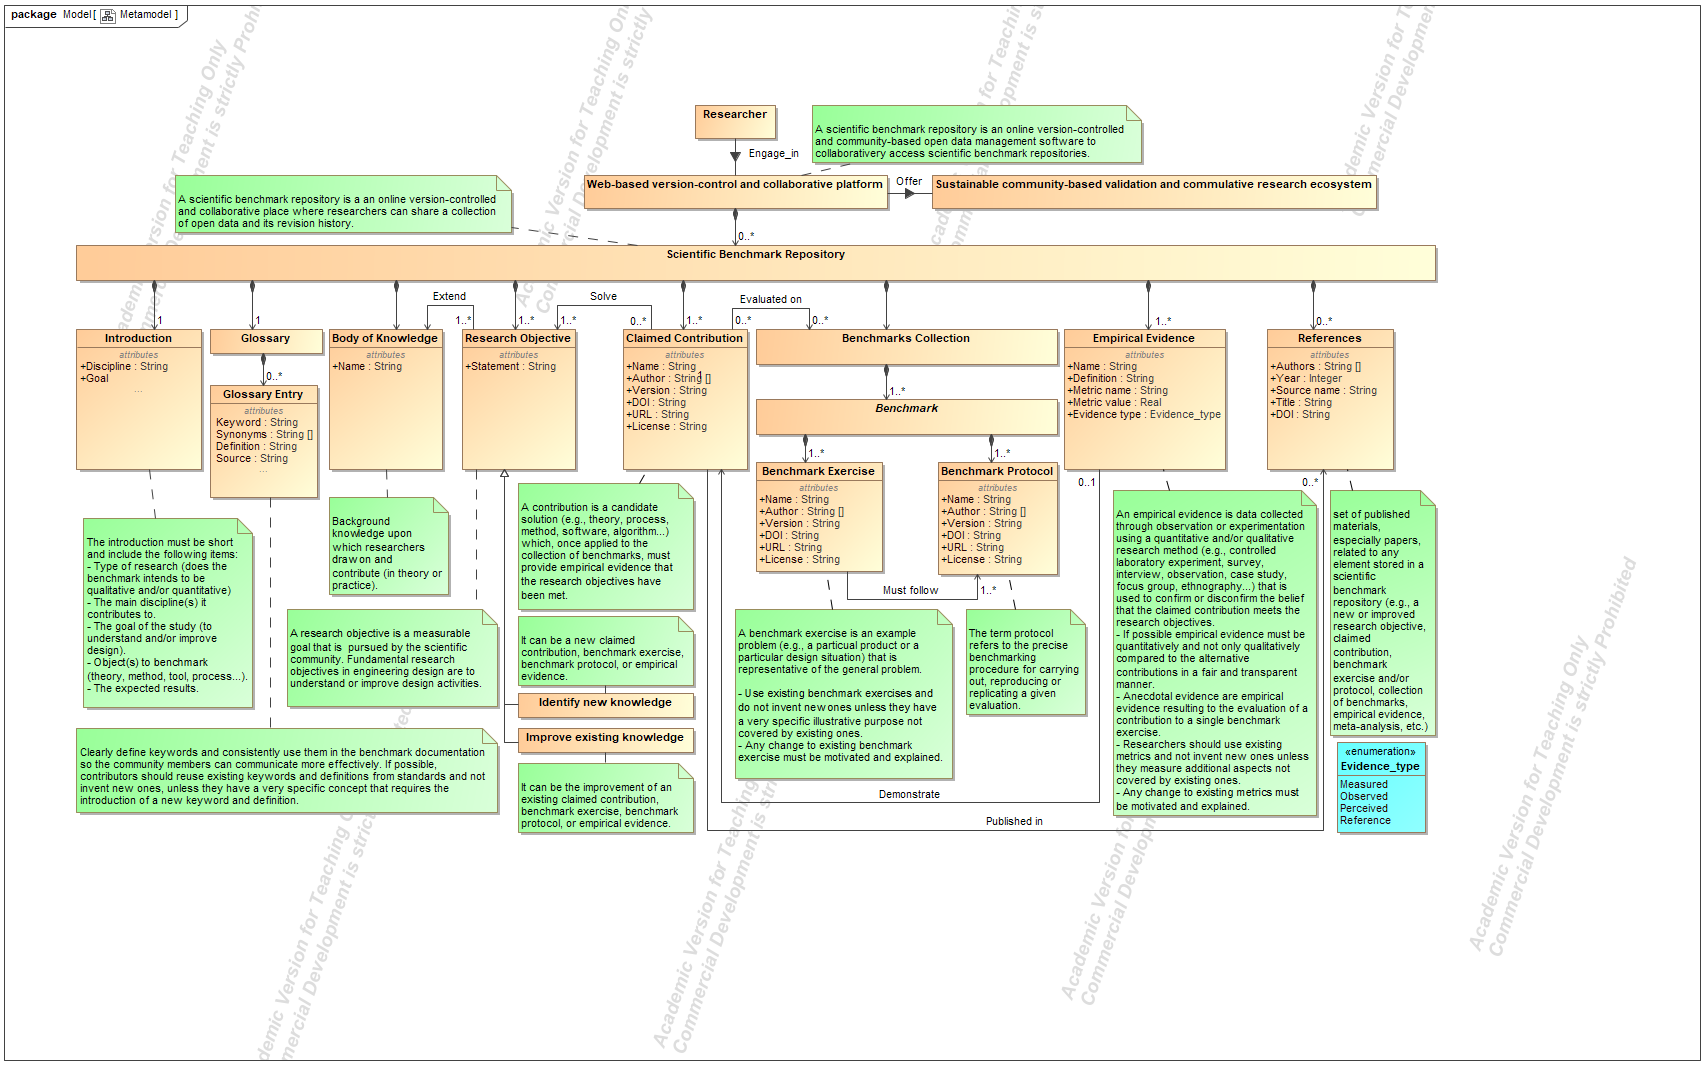 package Model[ Metamodel ]
Researcher
Engage_in
A scientific benchmark repository is an online version-controlled
and community-based open data management software to
collaborativery access scientific benchmark repositories.
Web-based version-control and collaborative platform
Offer
Sustainable community-based validation and commulative research ecosystem
A scientific benchmark repository is a an online version-controlled
and collaborative place where researchers can share a collection
of open data and its revision history.
0..*
Scientific Benchmark Repository
1
1
Extend
1..*
1..*
Solve
1..*
0..*
1..*
Evaluated on
0..*
0..*
1..*
0..*
Introduction
attributes
+Discipline : String
+Goal
...
Glossary
0..*
Glossary Entry
attributes
Keyword : String
Synonyms : String []
Definition : String
Source : String
...
Body of Knowledge
attributes
+Name : String
Research Objective
attributes
+Statement : String
Claimed Contribution
attributes
+Name : String
+Author : String []
1
+Version : String
+DOI : String
+URL : String
+License : String
Benchmarks Collection
1..*
Benchmark
1..*
1..*
Benchmark Exercise
attributes
+Name : String
+Author : String []
+Version : String
+DOI : String
+URL : String
+License : String
Benchmark Protocol
attributes
+Name : String
+Author : String []
+Version : String
+DOI : String
+URL : String
+License : String
Must follow
1..*
Empirical Evidence
attributes
+Name : String
+Definition : String
+Metric name : String
+Metric value : Real
+Evidence type : Evidence_type
0..1
References
attributes
+Authors : String []
+Year : Integer
+Source name : String
+Title : String
+DOI : String
0..*
The introduction must be short
and include the following items:
- Type of research (does the
benchmark intends to be
qualitative and/or quantitative)
- The main discipline(s) it
contributes to.
- The goal of the study (to
understand and/or improve
design).
- Object(s) to benchmark
(theory, method, tool, process...).
- The expected results.
Background
knowledge upon
which researchers
draw on and
contribute (in theory or
practice).
A research objective is a measurable
goal that is pursued by the scientific
community. Fundamental research
objectives in engineering design are to
understand or improve design activities.
Clearly define keywords and consistently use them in the benchmark documentation
so the community members can communicate more effectively. If possible,
contributors should reuse existing keywords and definitions from standards and not
invent new ones, unless they have a very specific concept that requires the
introduction of a new keyword and definition.
A contribution is a candidate
solution (e.g., theory, process,
method, software, algorithm...)
which, once applied to the
collection of benchmarks, must
provide empirical evidence that
the research objectives have
been met.
It can be a new claimed
contribution, benchmark exercise,
benchmark protocol, or empirical
evidence.
Identify new knowledge
Improve existing knowledge
It can be the improvement of an
existing claimed contribution,
benchmark exercise, benchmark
protocol, or empirical evidence.
A benchmark exercise is an example
problem (e.g., a particual product or a
particular design situation) that is
representative of the general problem.
- Use existing benchmark exercises and
do not invent new ones unless they have
a very specific illustrative purpose not
covered by existing ones.
- Any change to existing benchmark
exercise must be motivated and explained.
The term protocol
refers to the precise
benchmarking
procedure for carrying
out, reproducing or
replicating a given
evaluation.
An empirical evidence is data collected
through observation or experimentation
using a quantitative and/or qualitative
research method (e.g., controlled
laboratory experiment, survey,
interview, observation, case study,
focus group, ethnography...) that is
used to confirm or disconfirm the belief
that the claimed contribution meets the
research objectives.
- If possible empirical evidence must be
quantitatively and not only qualitatively
compared to the alternative
contributions in a fair and transparent
manner.
- Anecdotal evidence are empirical
evidence resulting to the evaluation of a
contribution to a single benchmark
exercise.
- Researchers should use existing
metrics and not invent new ones unless
they measure additional aspects not
covered by existing ones.
- Any change to existing metrics must
be motivated and explained.
set of published
materials,
especially papers,
related to any
element stored in a
scientific
benchmark
repository (e.g., a
new or improved
research objective,
claimed
contribution,
benchmark
exercise and/or
protocol, collection
of benchmarks,
empirical evidence,
meta-analysis, etc.)
«enumeration»
Evidence_type
Measured
Observed
Perceived
Reference
Demonstrate
Published in
Academic Version for Teaching Only
Commercial Development is strictly Prohibited